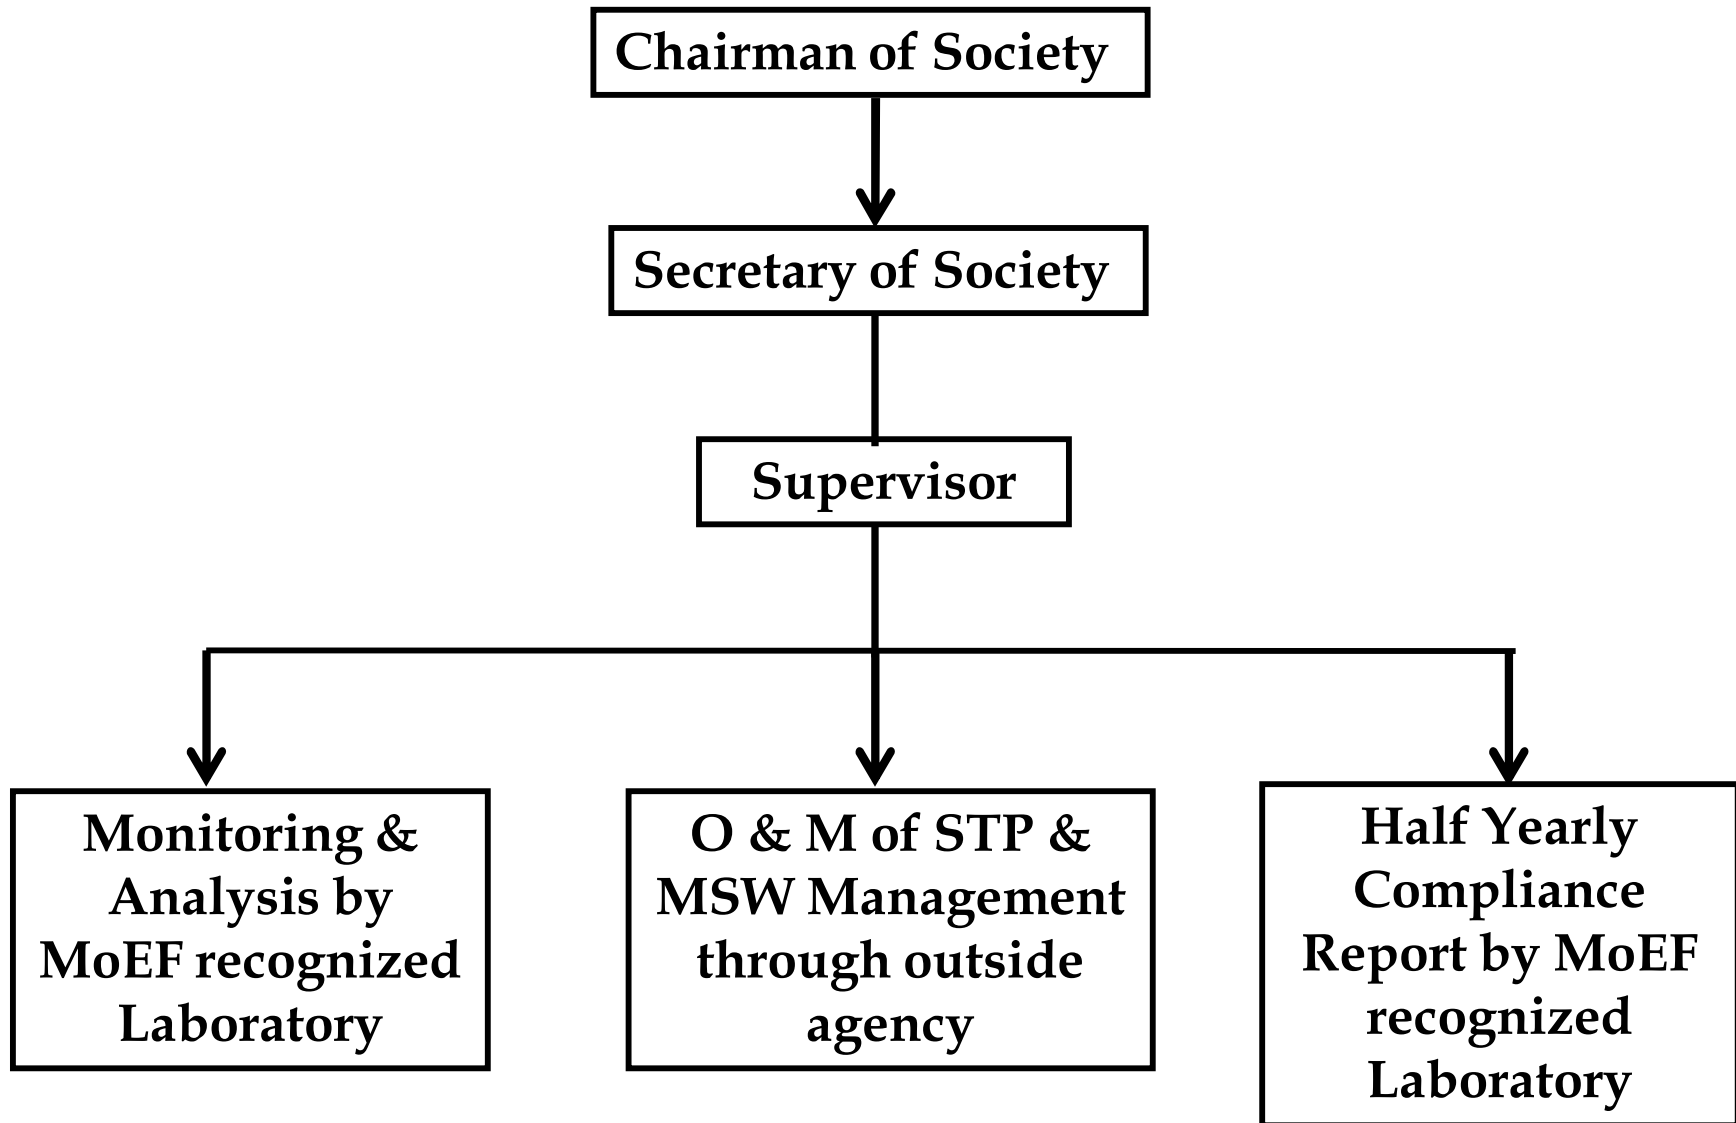 Chairman of Society
Secretary of Society
Supervisor
Monitoring &
Analysis by
MoEF recognized
Laboratory
O & M of STP &
MSW Management
through outside
agency
Half Yearly
Compliance
Report by MoEF
recognized
Laboratory